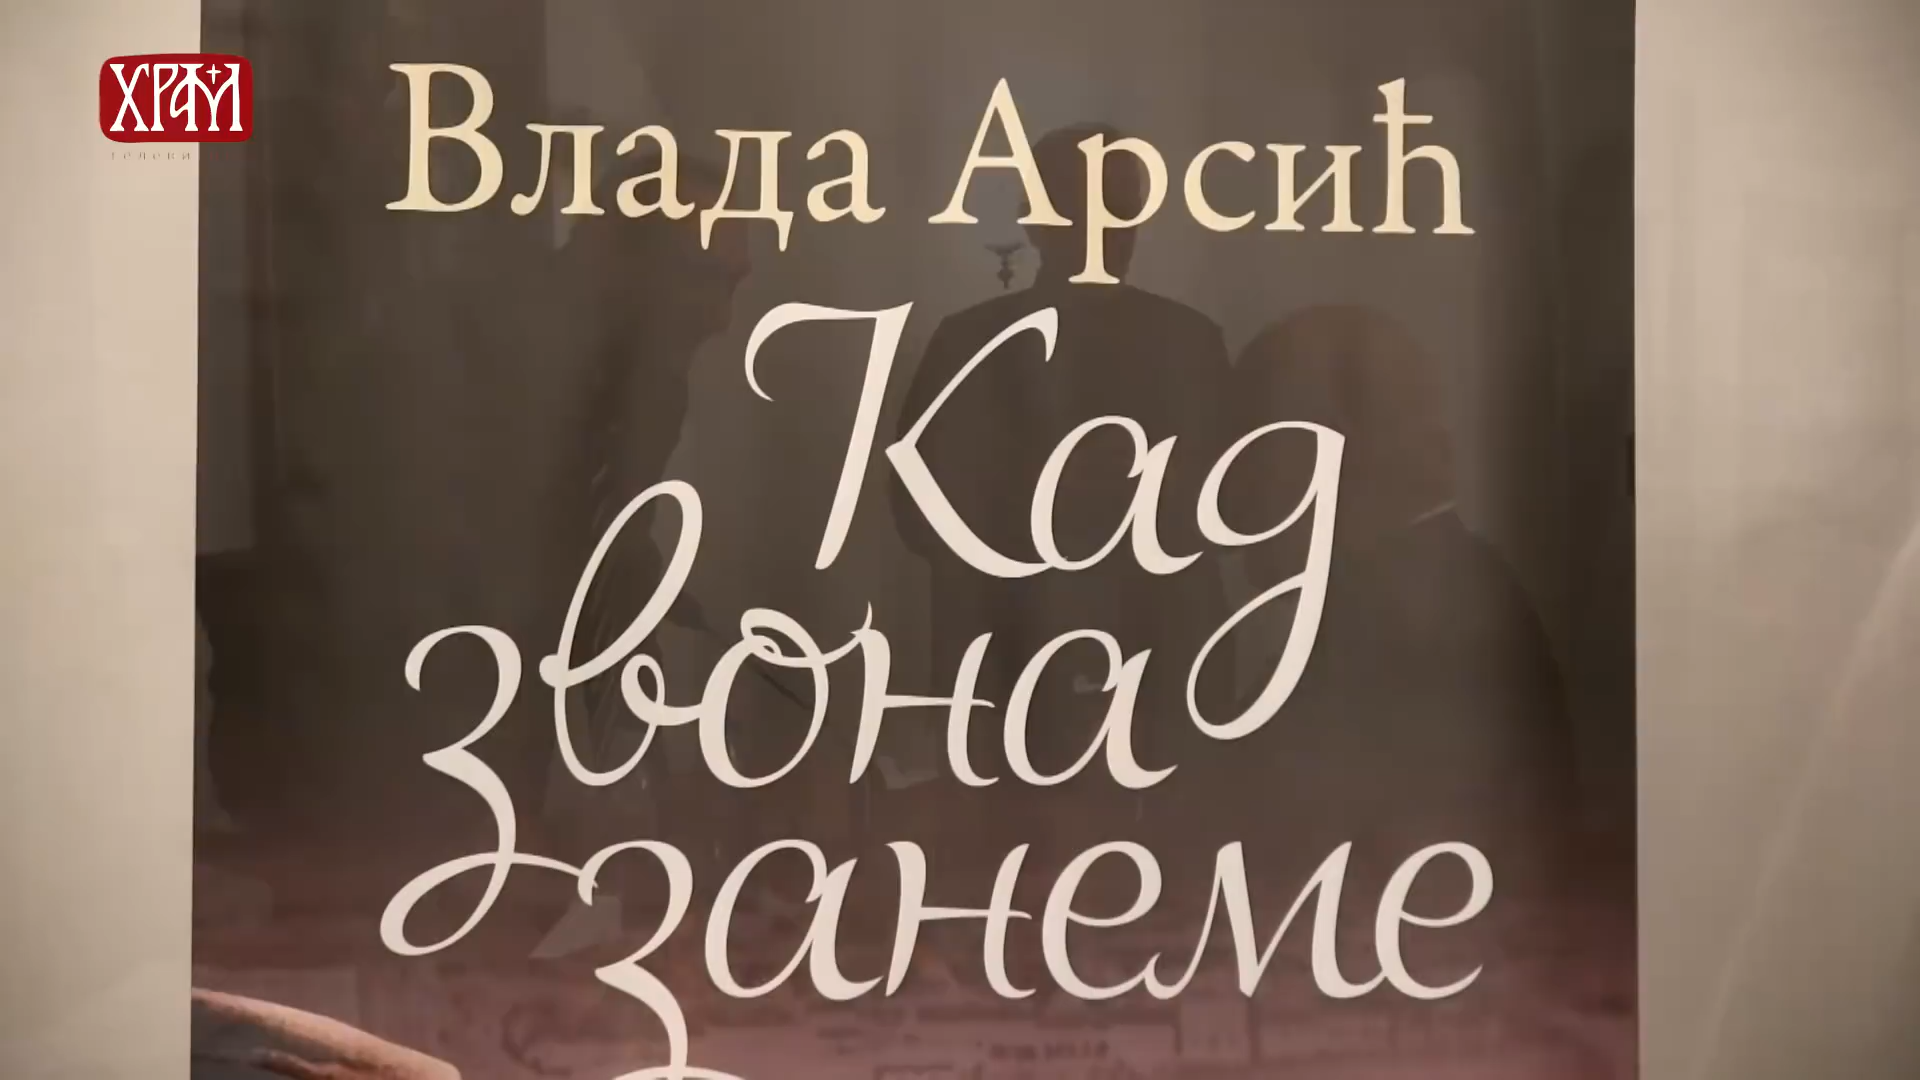 ХРАМ
Влада Арсић
Кад
звона
занеме